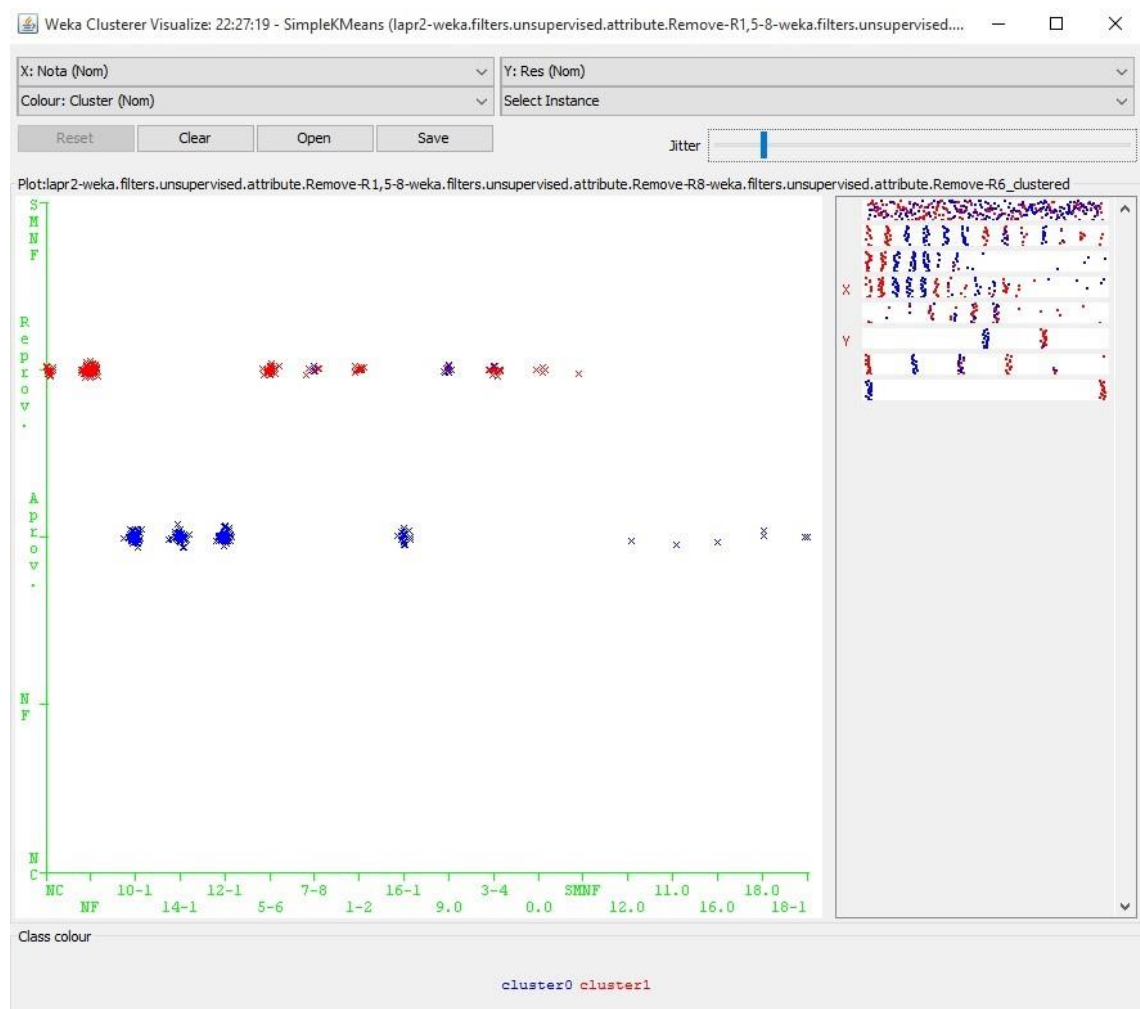 Weka Clusterer Visualize: 22:27:19 - SimpleKMeans (lapr2-weka.filters.unsupervised.attribute.Remove-R1,5-8-weka.filters.unsupervised....
X: Nota (Nom)
Y: Res (Nom)
Colour: Cluster (Nom)
Select Instance
Reset Clear Open Save
Jitter
Plot:lapr2-weka.filters.unsupervised.attribute.Remove-R1,5-8-weka.filters.unsupervised.attribute.Remove-R8-weka.filters.unsupervised.attribute.Remove-R6_clustered
SMNF
Reprov.
Aprov.
NF
NC
X
Y
NC 10-1 12-1 7-8 16-1 3-4 SMNF 11.0 18.0
NF 14-1 5-6 1-2 9.0 0.0 12.0 16.0 18-1
Class colour
cluster0 cluster1